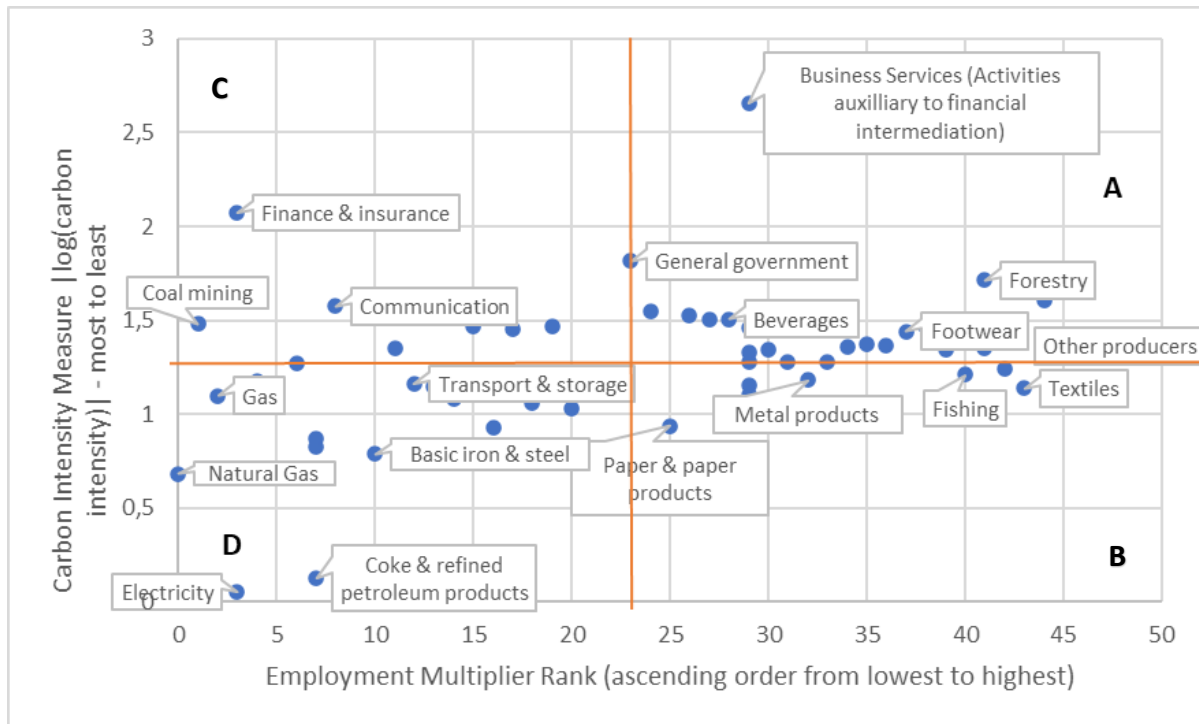 3
C
Business Services (Activities
auxilliary to financial
intermediation)
2,5
A
Finance & insurance
2
General government
Forestry
Coal mining
Communication
1,5
Beverages
Footwear
Other producers
Transport & storage
Gas
1
Metal products
Fishing
Textiles
Basic iron & steel
Paper & paper
products
Natural Gas
0,5
D
B
Coke & refined
petroleum products
Electricity
0
0 5 10 15 20 25 30 35 40 45 50
Employment Multiplier Rank (ascending order from lowest to highest)
Carbon Intensity Measure |log(carbon
intensity)| - most to least